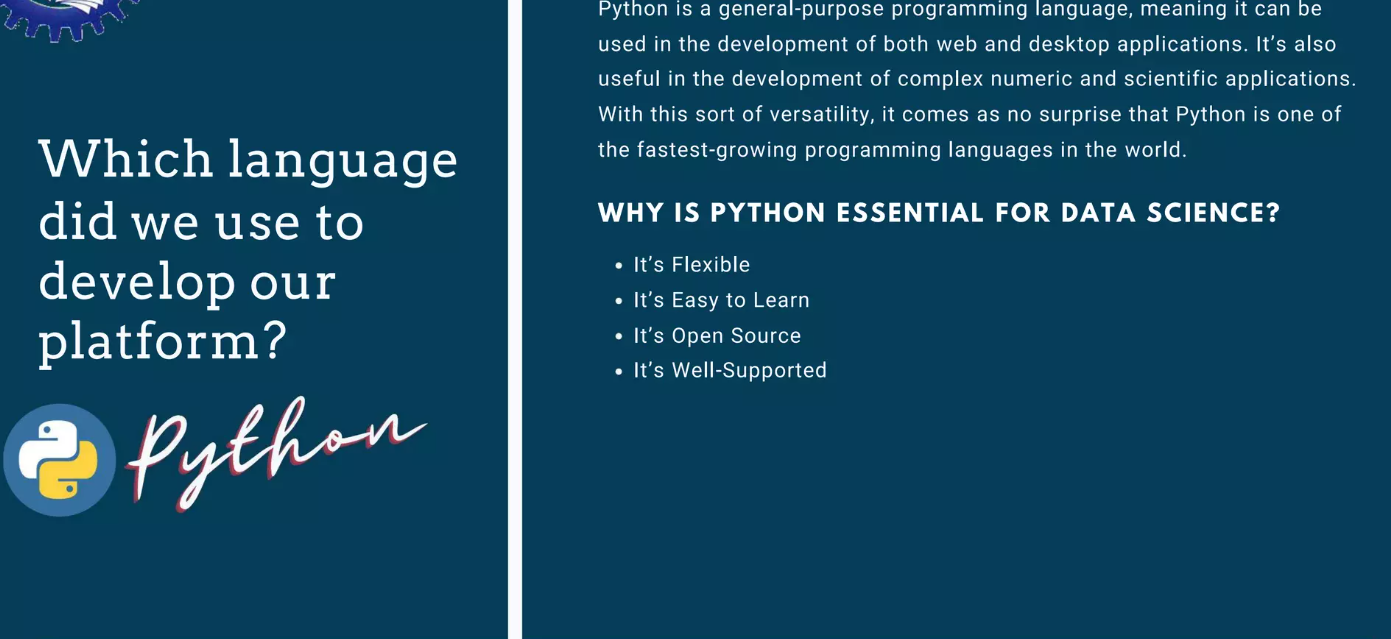 Which language
did we use to
develop our
platform?
Python
Python is a general-purpose programming language, meaning it can be
used in the development of both web and desktop applications. It’s also
useful in the development of complex numeric and scientific applications.
With this sort of versatility, it comes as no surprise that Python is one of
the fastest-growing programming languages in the world.
WHY IS PYTHON ESSENTIAL FOR DATA SCIENCE?
• It’s Flexible
• It’s Easy to Learn
• It’s Open Source
• It’s Well-Supported